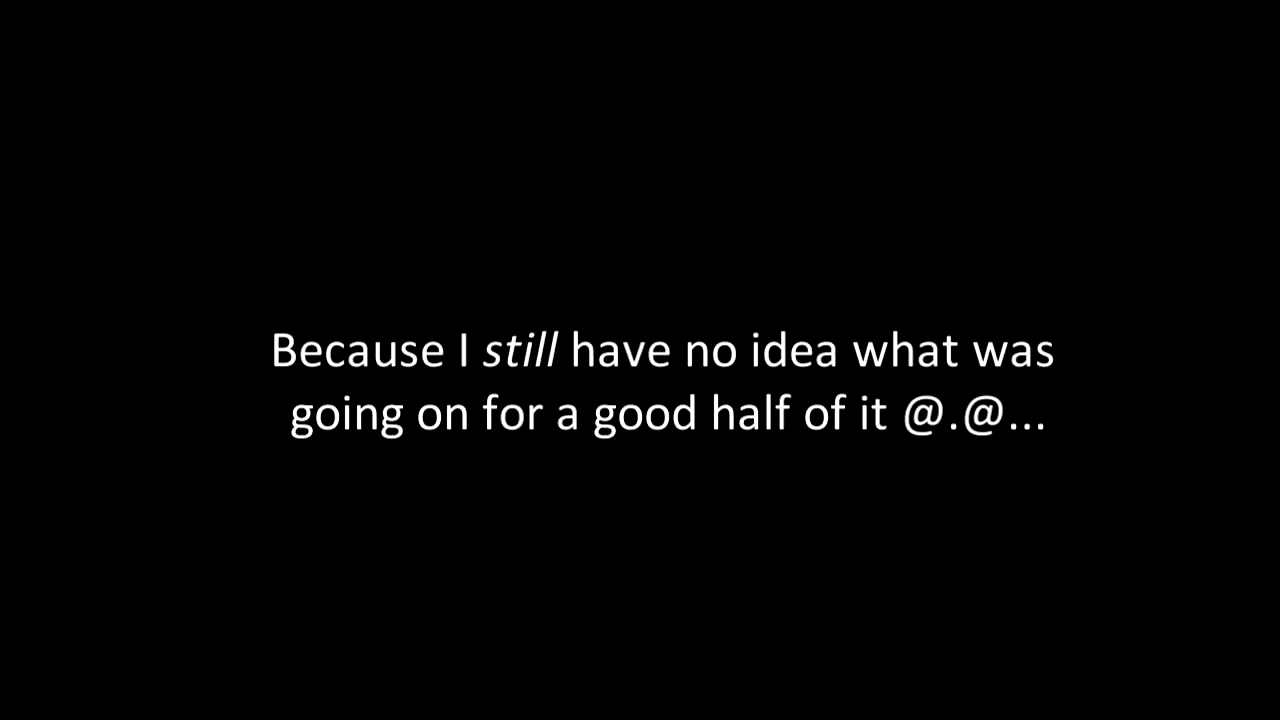 Because I still have no idea what was
going on for a good half of it @.@...